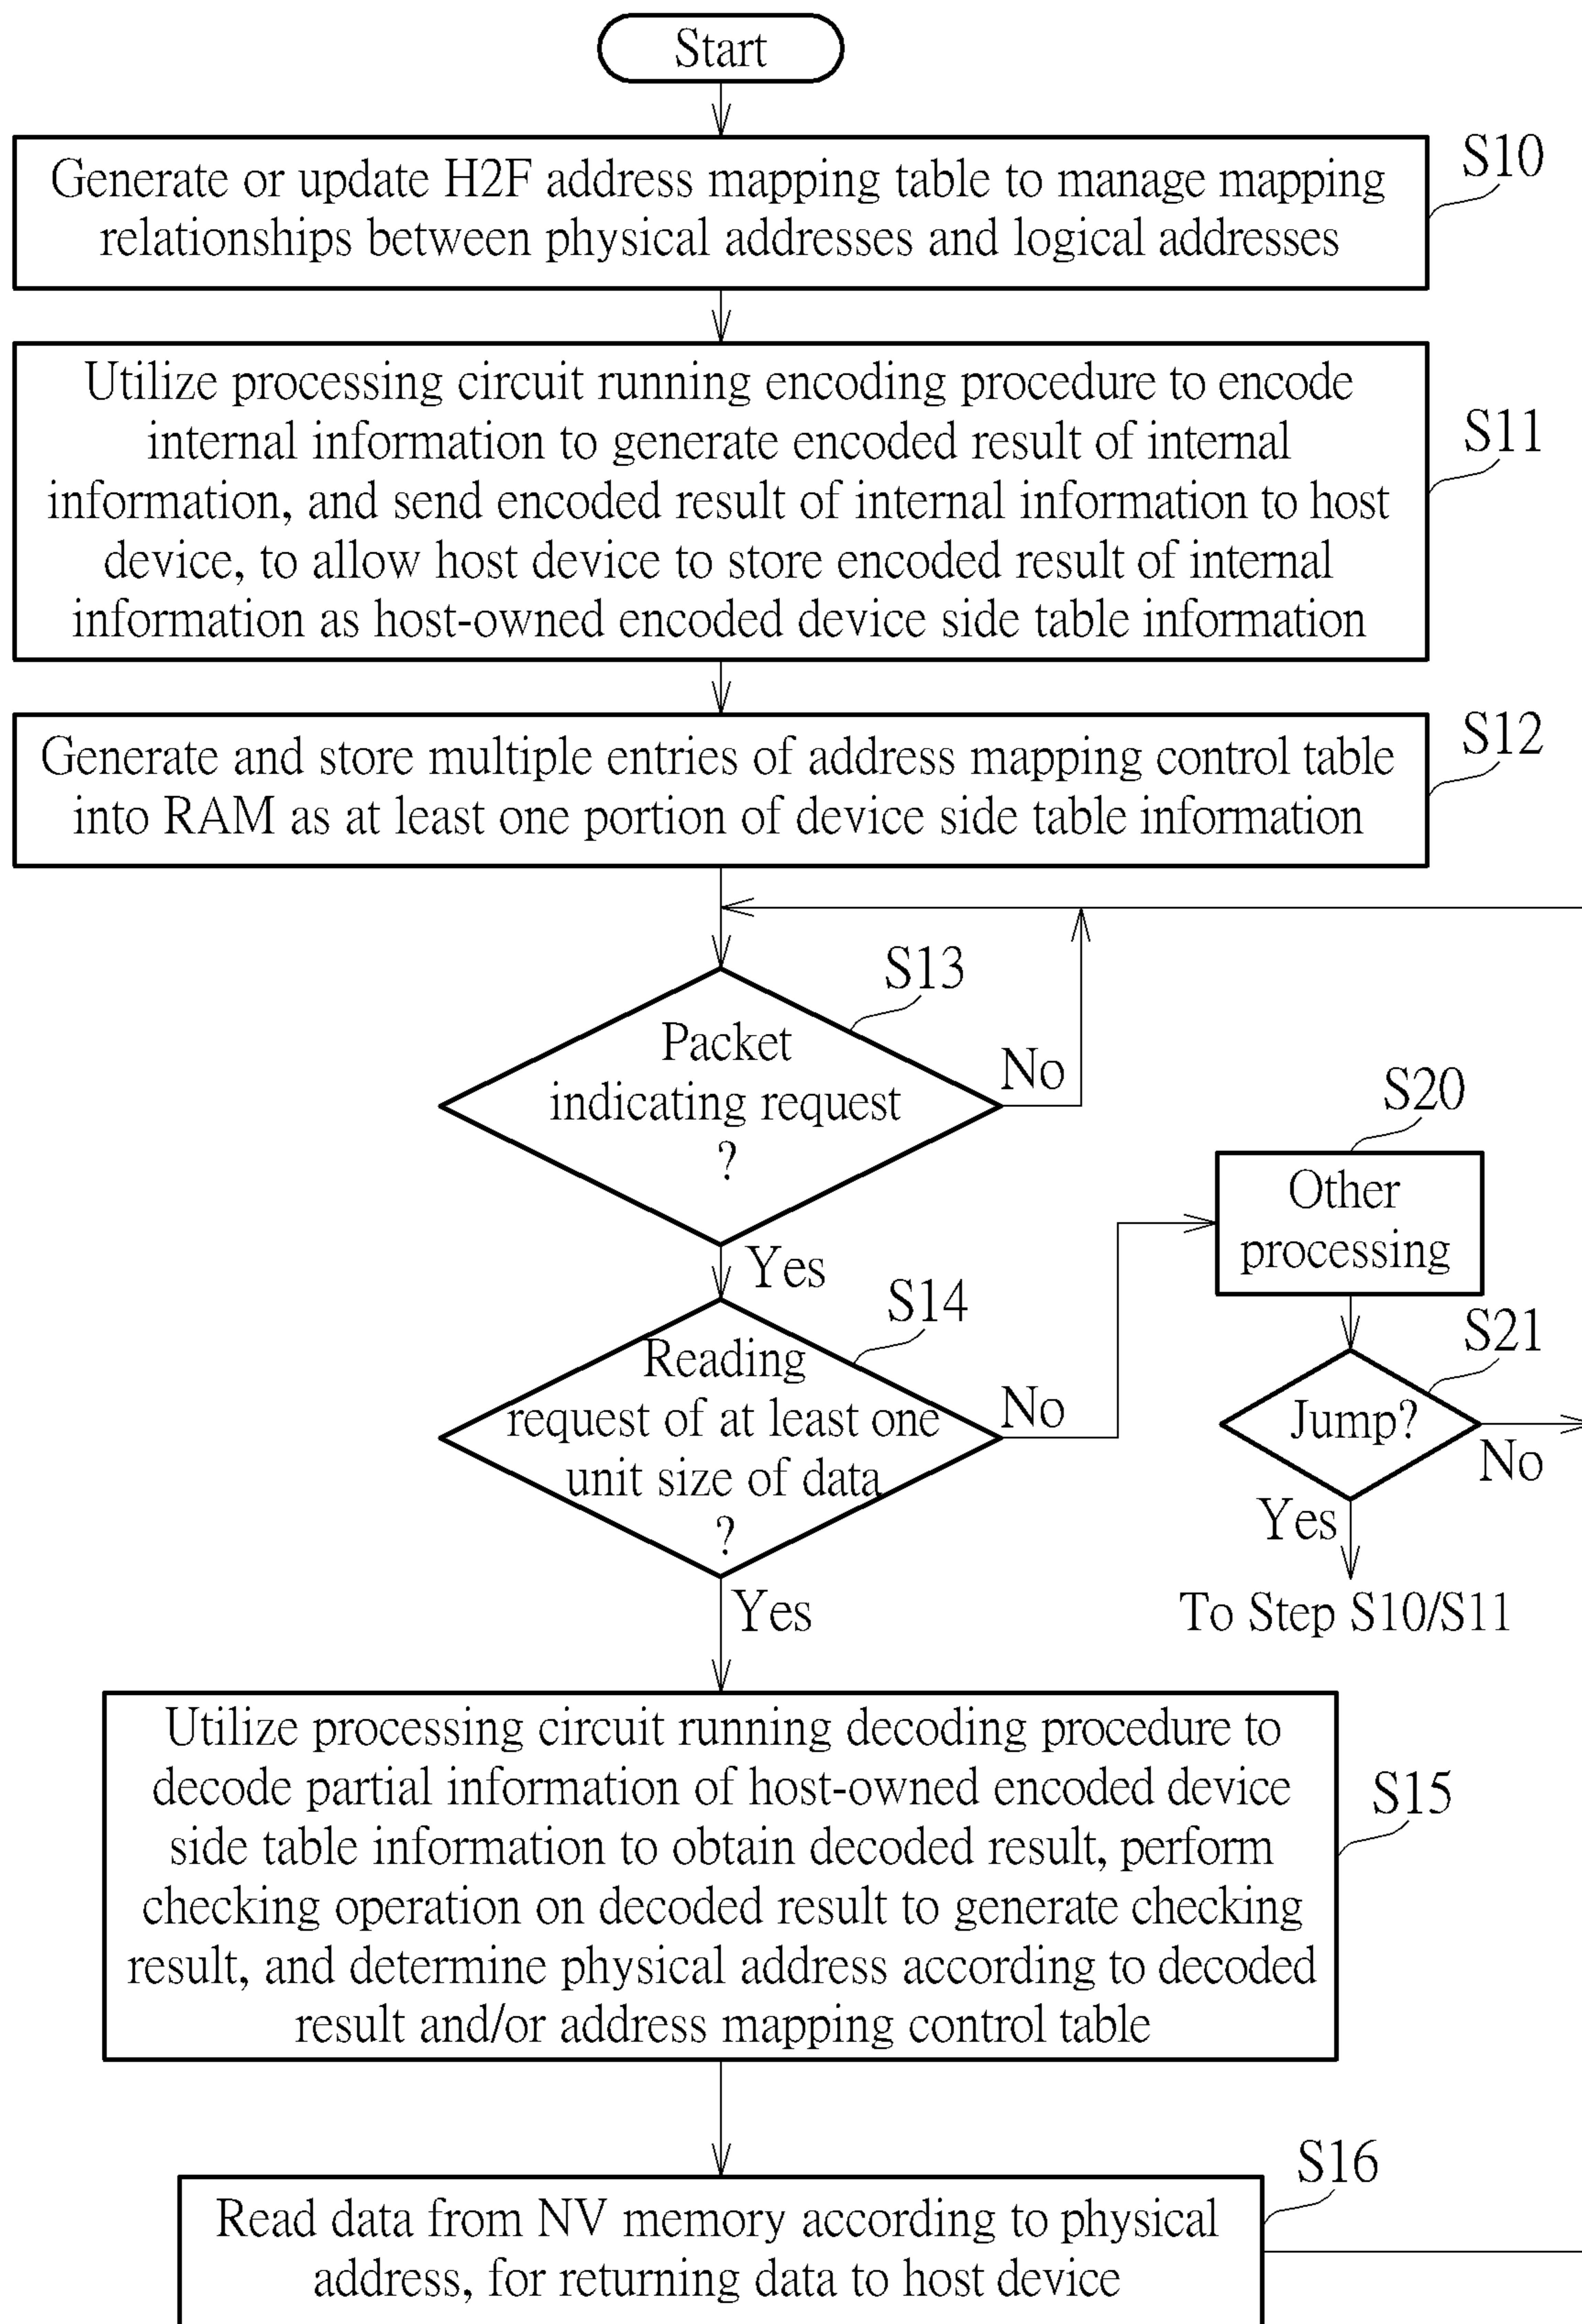 Start
S10
Generate or update H2F address mapping table to manage mapping
relationships between physical addresses and logical addresses
S11
Utilize processing circuit running encoding procedure to encode
internal information to generate encoded result of internal
information, and send encoded result of internal information to host
device, to allow host device to store encoded result of internal
information as host-owned encoded device side table information
S12
Generate and store multiple entries of address mapping control table
into RAM as at least one portion of device side table information
S13
Packet
indicating request
?
No
Yes
S14
Reading
request of at least one
unit size of data
?
No
Yes
S20
Other
processing
S21
Jump?
No
Yes
To Step S10/S11
S15
Utilize processing circuit running decoding procedure to
decode partial information of host-owned encoded device
side table information to obtain decoded result, perform
checking operation on decoded result to generate checking
result, and determine physical address according to decoded
result and/or address mapping control table
S16
Read data from NV memory according to physical
address, for returning data to host device